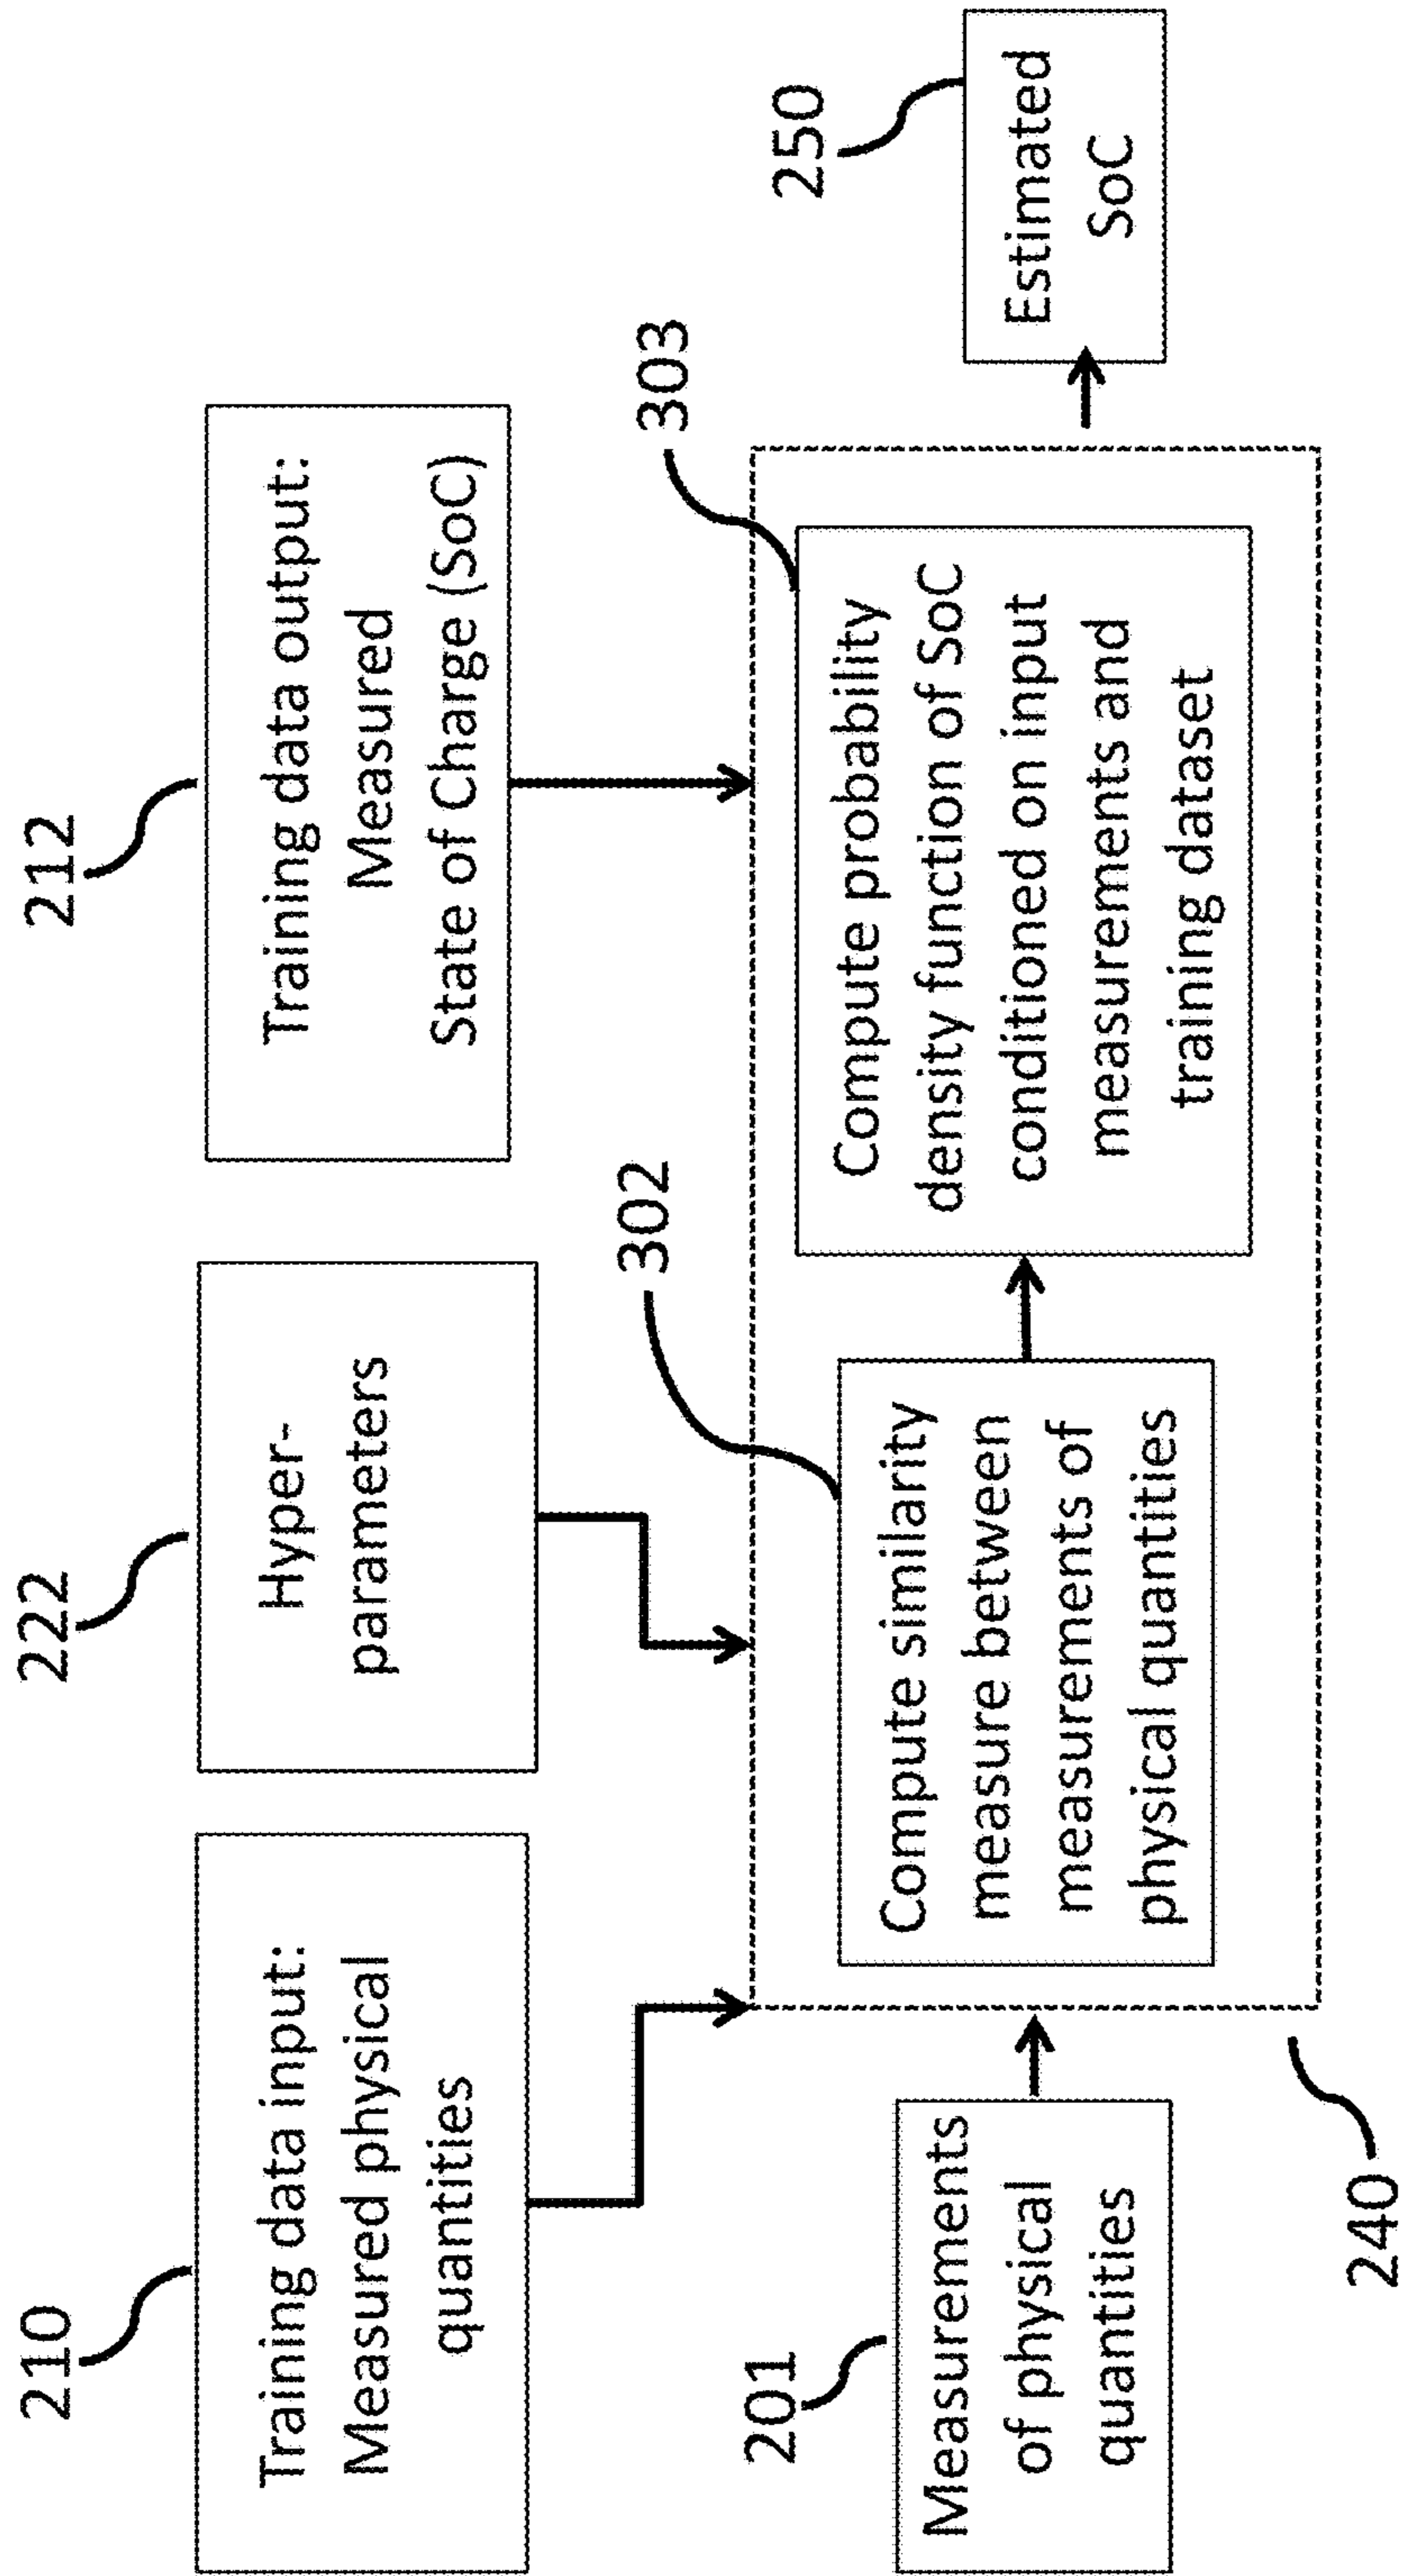 210
Training data input:
Measured physical
quantities
222
Hyper-
parameters
212
Training data output:
Measured
State of Charge (SoC)
201
Measurements
of physical
quantities
302
Compute similarity
measure between
measurements of
physical quantities
303
Compute probability
density function of SoC
conditioned on input
measurements and
training dataset
250
Estimated
SoC
240